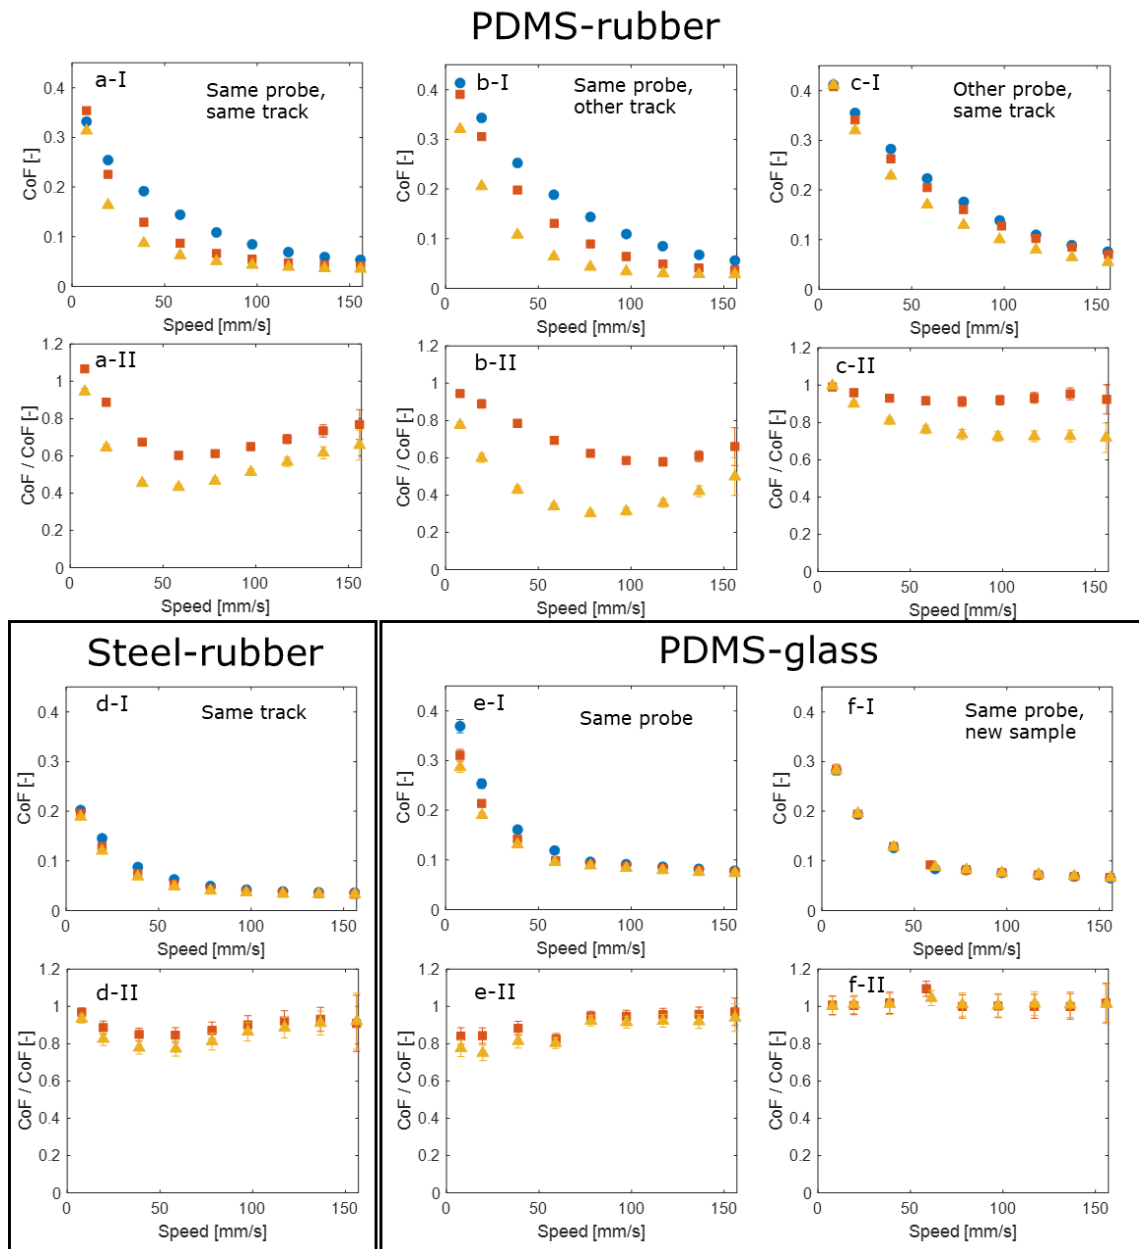 PDMS-rubber
a-I
Same probe,
same track
CoF [-]
0.4
0.3
0.2
0.1
0
0
50
100
150
Speed [mm/s]
b-I
Same probe,
other track
CoF [-]
0.4
0.3
0.2
0.1
0
0
50
100
150
Speed [mm/s]
c-I
Other probe,
same track
CoF [-]
0.4
0.3
0.2
0.1
0
0
50
100
150
Speed [mm/s]
a-II
CoF / CoF [-]
1.2
1
0.8
0.6
0.4
0.2
0
0
50
100
150
Speed [mm/s]
b-II
CoF / CoF [-]
1.2
1
0.8
0.6
0.4
0.2
0
0
50
100
150
Speed [mm/s]
c-II
CoF / CoF [-]
1.2
1
0.8
0.6
0.4
0.2
0
0
50
100
150
Speed [mm/s]
Steel-rubber
d-I
Same track
CoF [-]
0.4
0.3
0.2
0.1
0
0
50
100
150
Speed [mm/s]
d-II
CoF / CoF [-]
1.2
1
0.8
0.6
0.4
0.2
0
0
50
100
150
Speed [mm/s]
PDMS-glass
e-I
Same probe
CoF [-]
0.4
0.3
0.2
0.1
0
0
50
100
150
Speed [mm/s]
f-I
Same probe,
new sample
CoF [-]
0.4
0.3
0.2
0.1
0
0
50
100
150
Speed [mm/s]
e-II
CoF / CoF [-]
1.2
1
0.8
0.6
0.4
0.2
0
0
50
100
150
Speed [mm/s]
f-II
CoF / CoF [-]
1.2
1
0.8
0.6
0.4
0.2
0
0
50
100
150
Speed [mm/s]